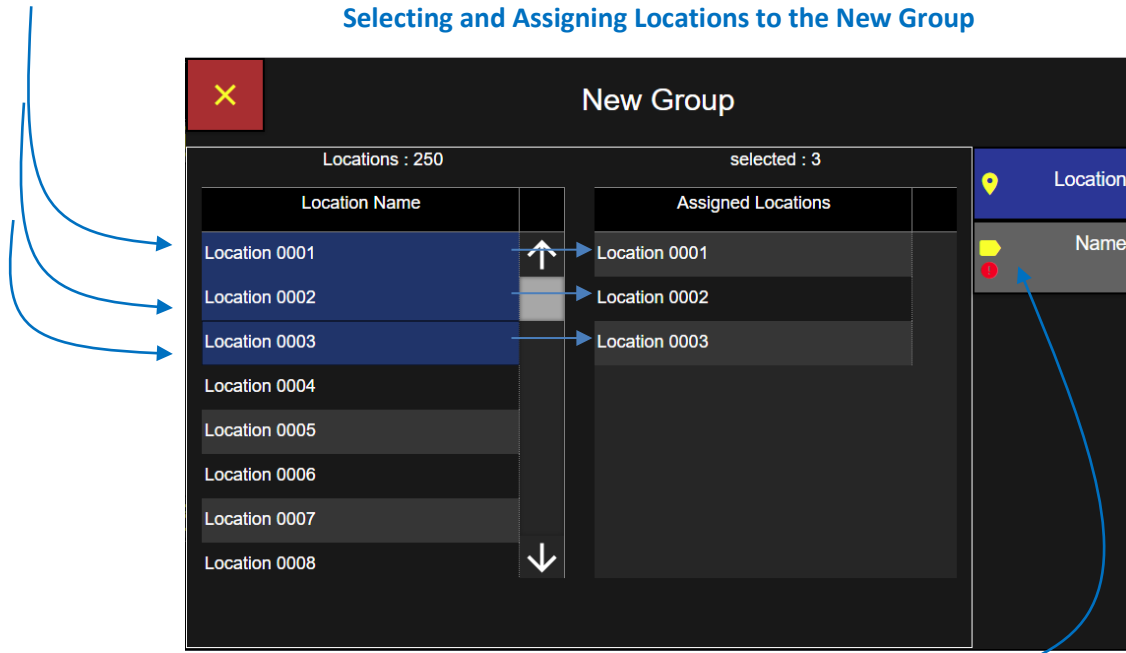 Selecting and Assigning Locations to the New Group
New Group
Locations : 250
selected : 3
Location
Location Name
Assigned Locations
Name
Location 0001
Location 0001
Location 0002
Location 0002
Location 0003
Location 0003
Location 0004
Location 0005
Location 0006
Location 0007
Location 0008